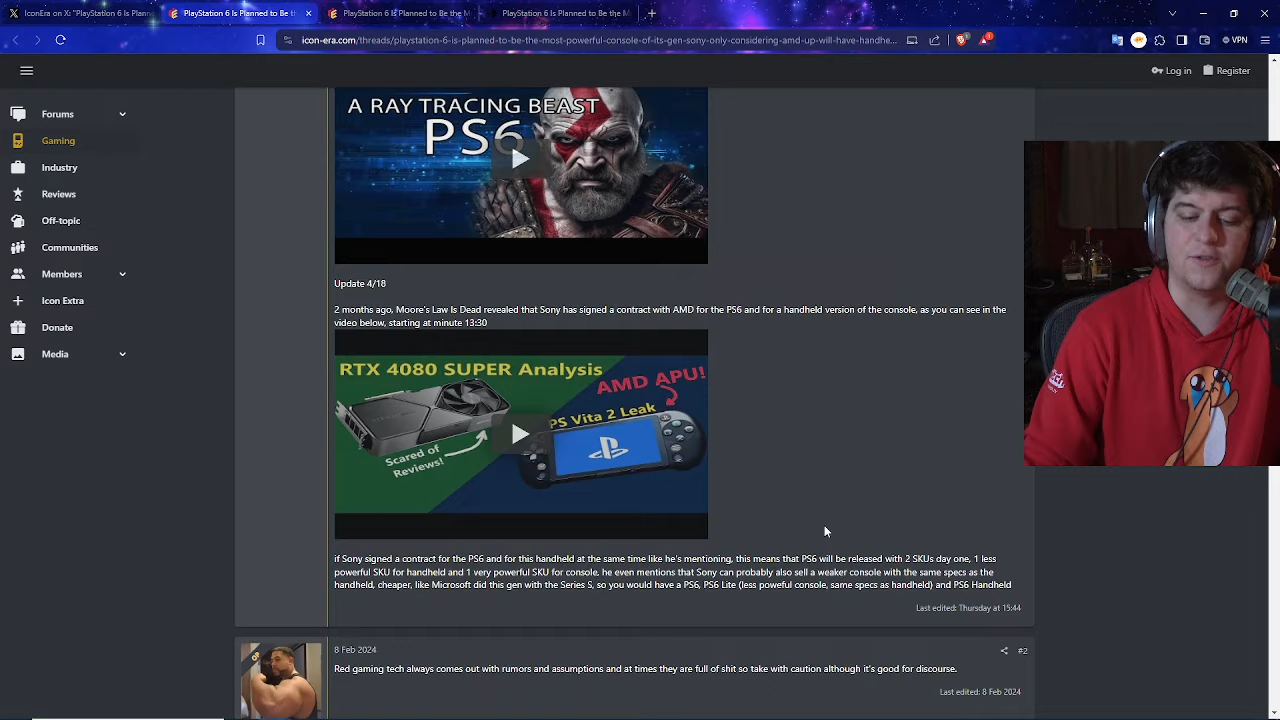 IconEra on X: "PlayStation 6 Is Plann
PlayStation 6 Is Planned to Be th
PlayStation 6 Is Planned to Be the M
PlayStation 6 Is Planned to Be the M
icon-era.com/threads/playstation-6-is-planned-to-be-the-most-powerful-console-of-its-gen-sony-only-considering-amd-up-will-have-handhe...
VPN
Log in
Register
Forums
Gaming
Industry
Reviews
Off-topic
Communities
Members
Icon Extra
Donate
Media
A RAY TRACING BEAST
PS6
Update 4/18
2 months ago, Moore's Law Is Dead revealed that Sony has signed a contract with AMD for the PS6 and for a handheld version of the console, as you can see in the
video below, starting at minute 13:30
RTX 4080 SUPER Analysis
AMD APU!
PS Vita 2 Leak
Scared of
Reviews!
if Sony signed a contract for the PS6 and for this handheld at the same time like he's mentioning, this means that PS6 will be released with 2 SKUs day one, 1 less
powerful SKU for handheld and 1 very powerful SKU for console, he even mentions that Sony can probably also sell a weaker console with the same specs as the
handheld, cheaper, like Microsoft did this gen with the Series S, so you would have a PS6, PS6 Lite (less poweful console, same specs as handheld) and PS6 Handheld
Last edited: Thursday at 15:44
8 Feb 2024
#2
Red gaming tech always comes out with rumors and assumptions and at times they are full of shit so take with caution although it's good for discourse.
Last edited: 8 Feb 2024